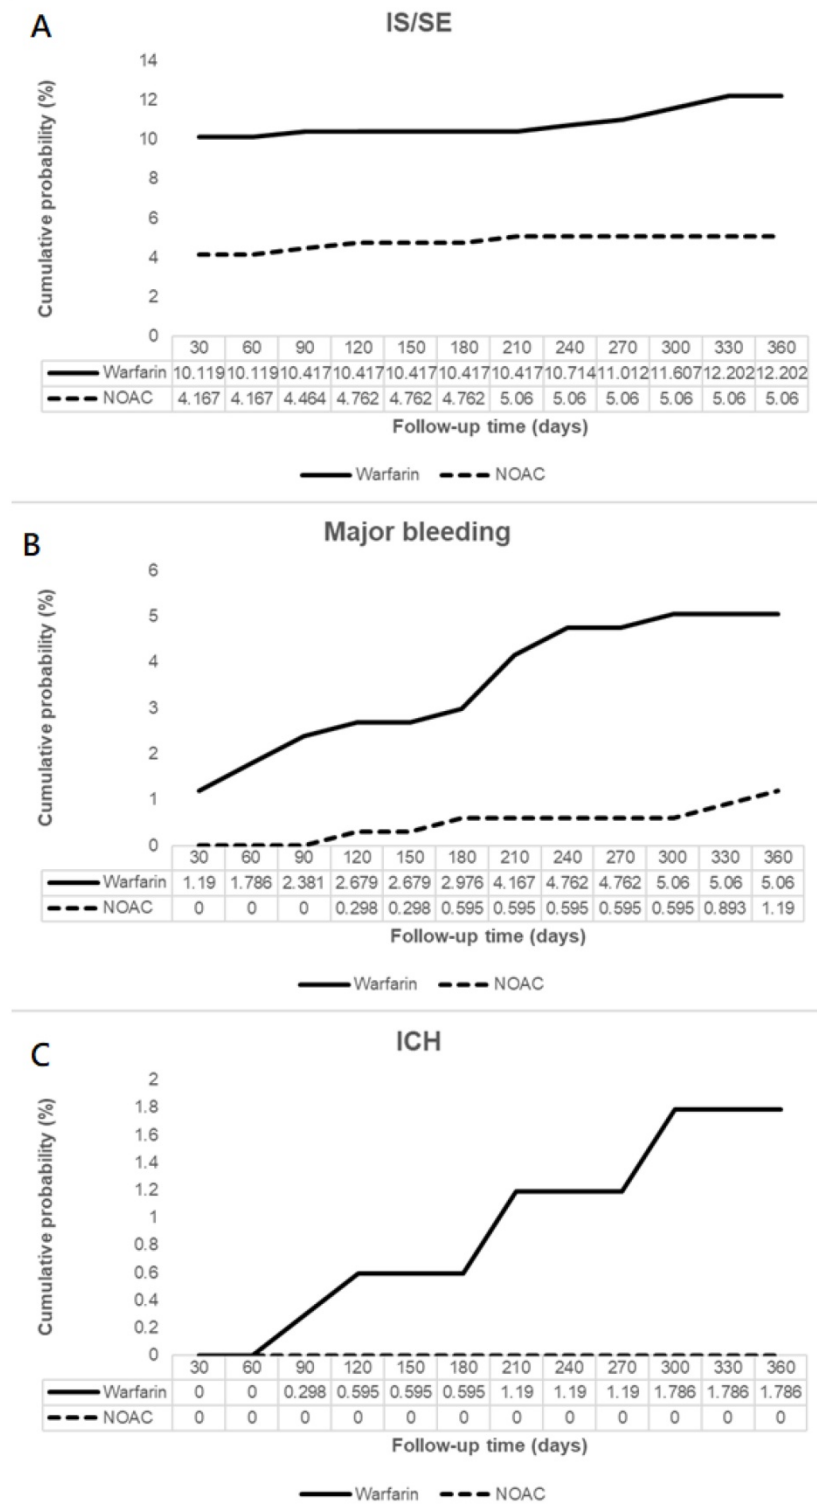 A
IS/SE
Cumulative probability (%)
14
12
10
8
6
4
2
0
30 60 90 120 150 180 210 240 270 300 330 360
Warfarin 10.119 10.119 10.417 10.417 10.417 10.417 10.417 10.714 11.012 11.607 12.202 12.202
NOAC 4.167 4.167 4.464 4.762 4.762 4.762 5.06 5.06 5.06 5.06 5.06 5.06
Follow-up time (days)
Warfarin NOAC
B
Major bleeding
Cumulative probability (%)
6
5
4
3
2
1
0
30 60 90 120 150 180 210 240 270 300 330 360
Warfarin 1.19 1.786 2.381 2.679 2.679 2.976 4.167 4.762 4.762 5.06 5.06 5.06
NOAC 0 0 0 0.298 0.298 0.595 0.595 0.595 0.595 0.595 0.893 1.19
Follow-up time (days)
Warfarin NOAC
C
ICH
Cumulative probability (%)
2
1.8
1.6
1.4
1.2
1
0.8
0.6
0.4
0.2
0
30 60 90 120 150 180 210 240 270 300 330 360
Warfarin 0 0 0.298 0.595 0.595 0.595 1.19 1.19 1.19 1.786 1.786 1.786
NOAC 0 0 0 0 0 0 0 0 0 0 0 0
Follow-up time (days)
Warfarin NOAC